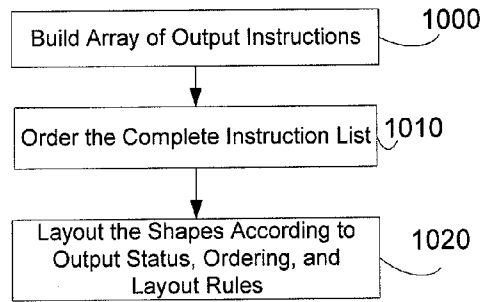 Build Array of Output Instructions
1000
Order the Complete Instruction List
1010
Layout the Shapes According to
Output Status, Ordering, and
Layout Rules
1020